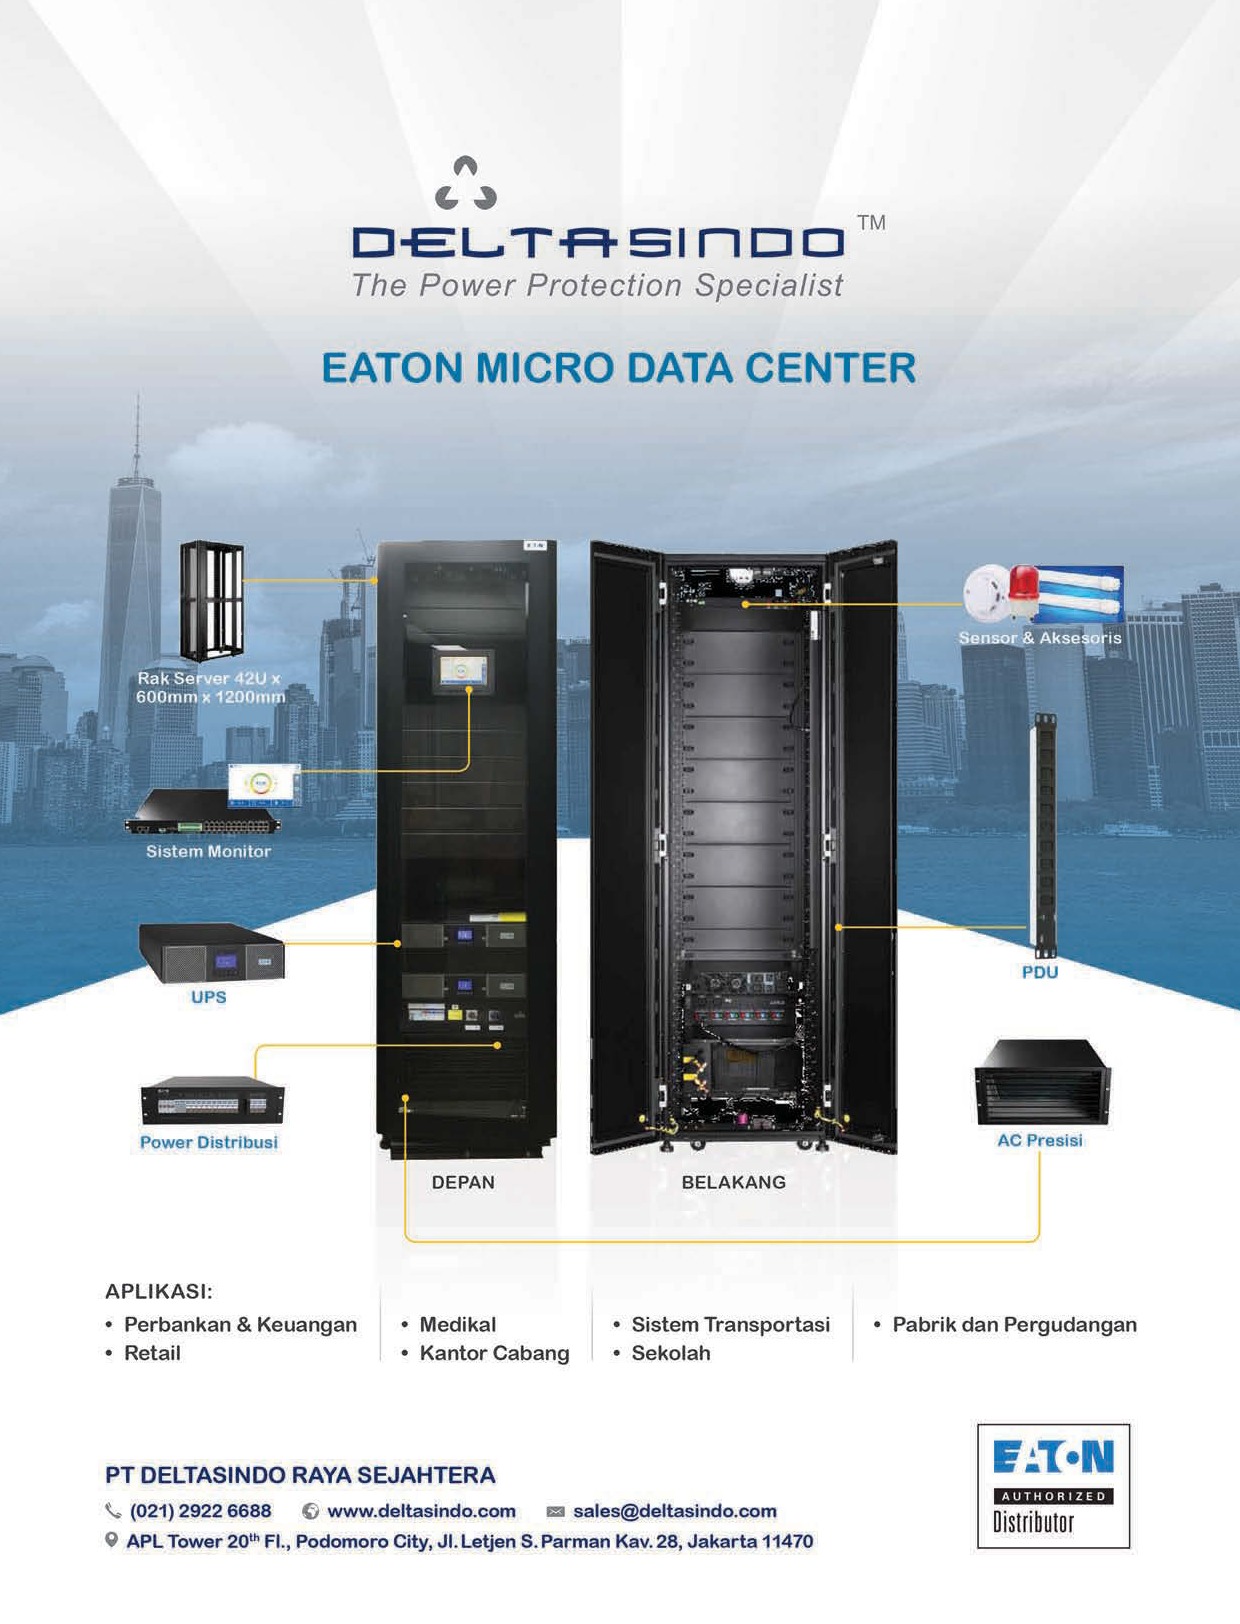 DELTASINDO TM
The Power Protection Specialist
EATON MICRO DATA CENTER
EATON
Rak Server 42U x
600mm x 1200mm
Sensor & Aksesoris
Sistem Monitor
UPS
PDU
Power Distribusi
AC Presisi
DEPAN
BELAKANG
APLIKASI:
• Perbankan & Keuangan
• Retail
• Medikal
• Kantor Cabang
• Sistem Transportasi
• Sekolah
• Pabrik dan Pergudangan
PT DELTASINDO RAYA SEJAHTERA
(021) 2922 6688 www.deltasindo.com sales@deltasindo.com
APL Tower 20th Fl., Podomoro City, Jl. Letjen S. Parman Kav. 28, Jakarta 11470
EATON
AUTHORIZED
Distributor